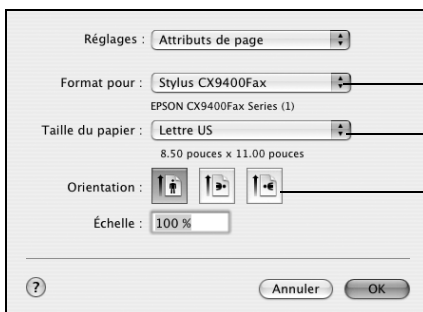 Réglages : Attributs de page
Format pour : Stylus CX9400Fax
EPSON CX9400Fax Series (1)
Taille du papier : Lettre US
8.50 pouces x 11.00 pouces
Orientation :
Échelle : 100 %
? Annuler OK